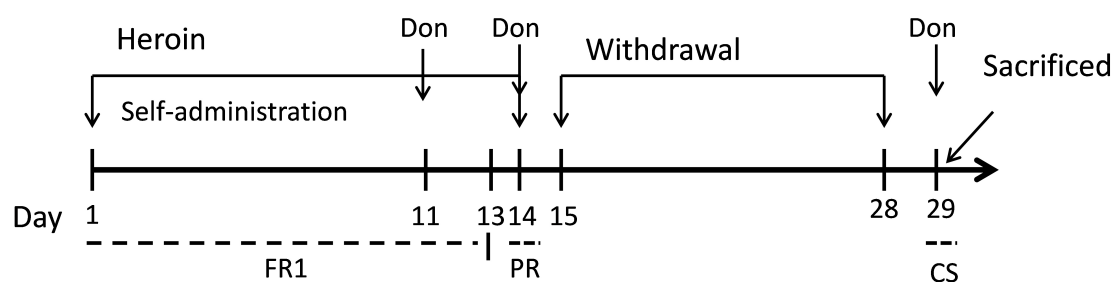 Heroin
Don
Don
Withdrawal
Don
Sacrificed
Self-administration
Day 1 11 13 14 15 28 29
FR1 PR CS